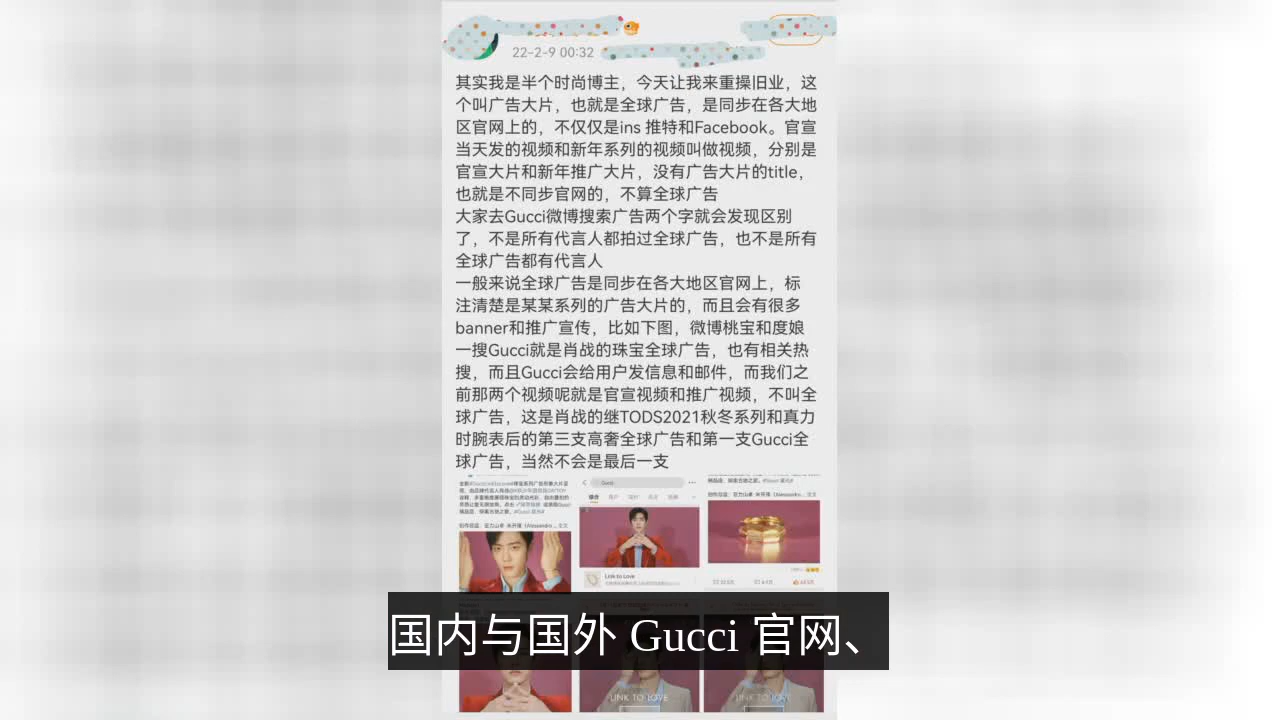 22-2-9 00:32
其实我是半个时尚博主，今天让我来重操旧业，这
个叫广告大片，也就是全球广告，是同步在各大地
区官网上的，不仅仅是ins 推特和Facebook。官宣
当天发的视频和新年系列的视频叫做视频，分别是
官宣大片和新年推广大片，没有广告大片的title，
也就是不同步官网的，不算全球广告
大家去Gucci微博搜索广告两个字就会发现区别
了，不是所有代言人都拍过全球广告，也不是所有
全球广告都有代言人
一般来说全球广告是同步在各大地区官网上，标
注清楚是某某系列的广告大片的，而且会有很多
banner和推广宣传，比如下图，微博桃宝和度娘
一搜Gucci就是肖战的珠宝全球广告，也有相关热
搜，而且Gucci会给用户发信息和邮件，而我们之
前那两个视频呢就是官宣视频和推广视频，不叫全
球广告，这是肖战的继TODS2021秋冬系列和真力
时腕表后的第三支高奢全球广告和第一支Gucci全
球广告，当然不会是最后一支
Gucci
综合
Link to Love
国内与国外 Gucci 官网、
LINK TO LOVE
LINK TO LOVE